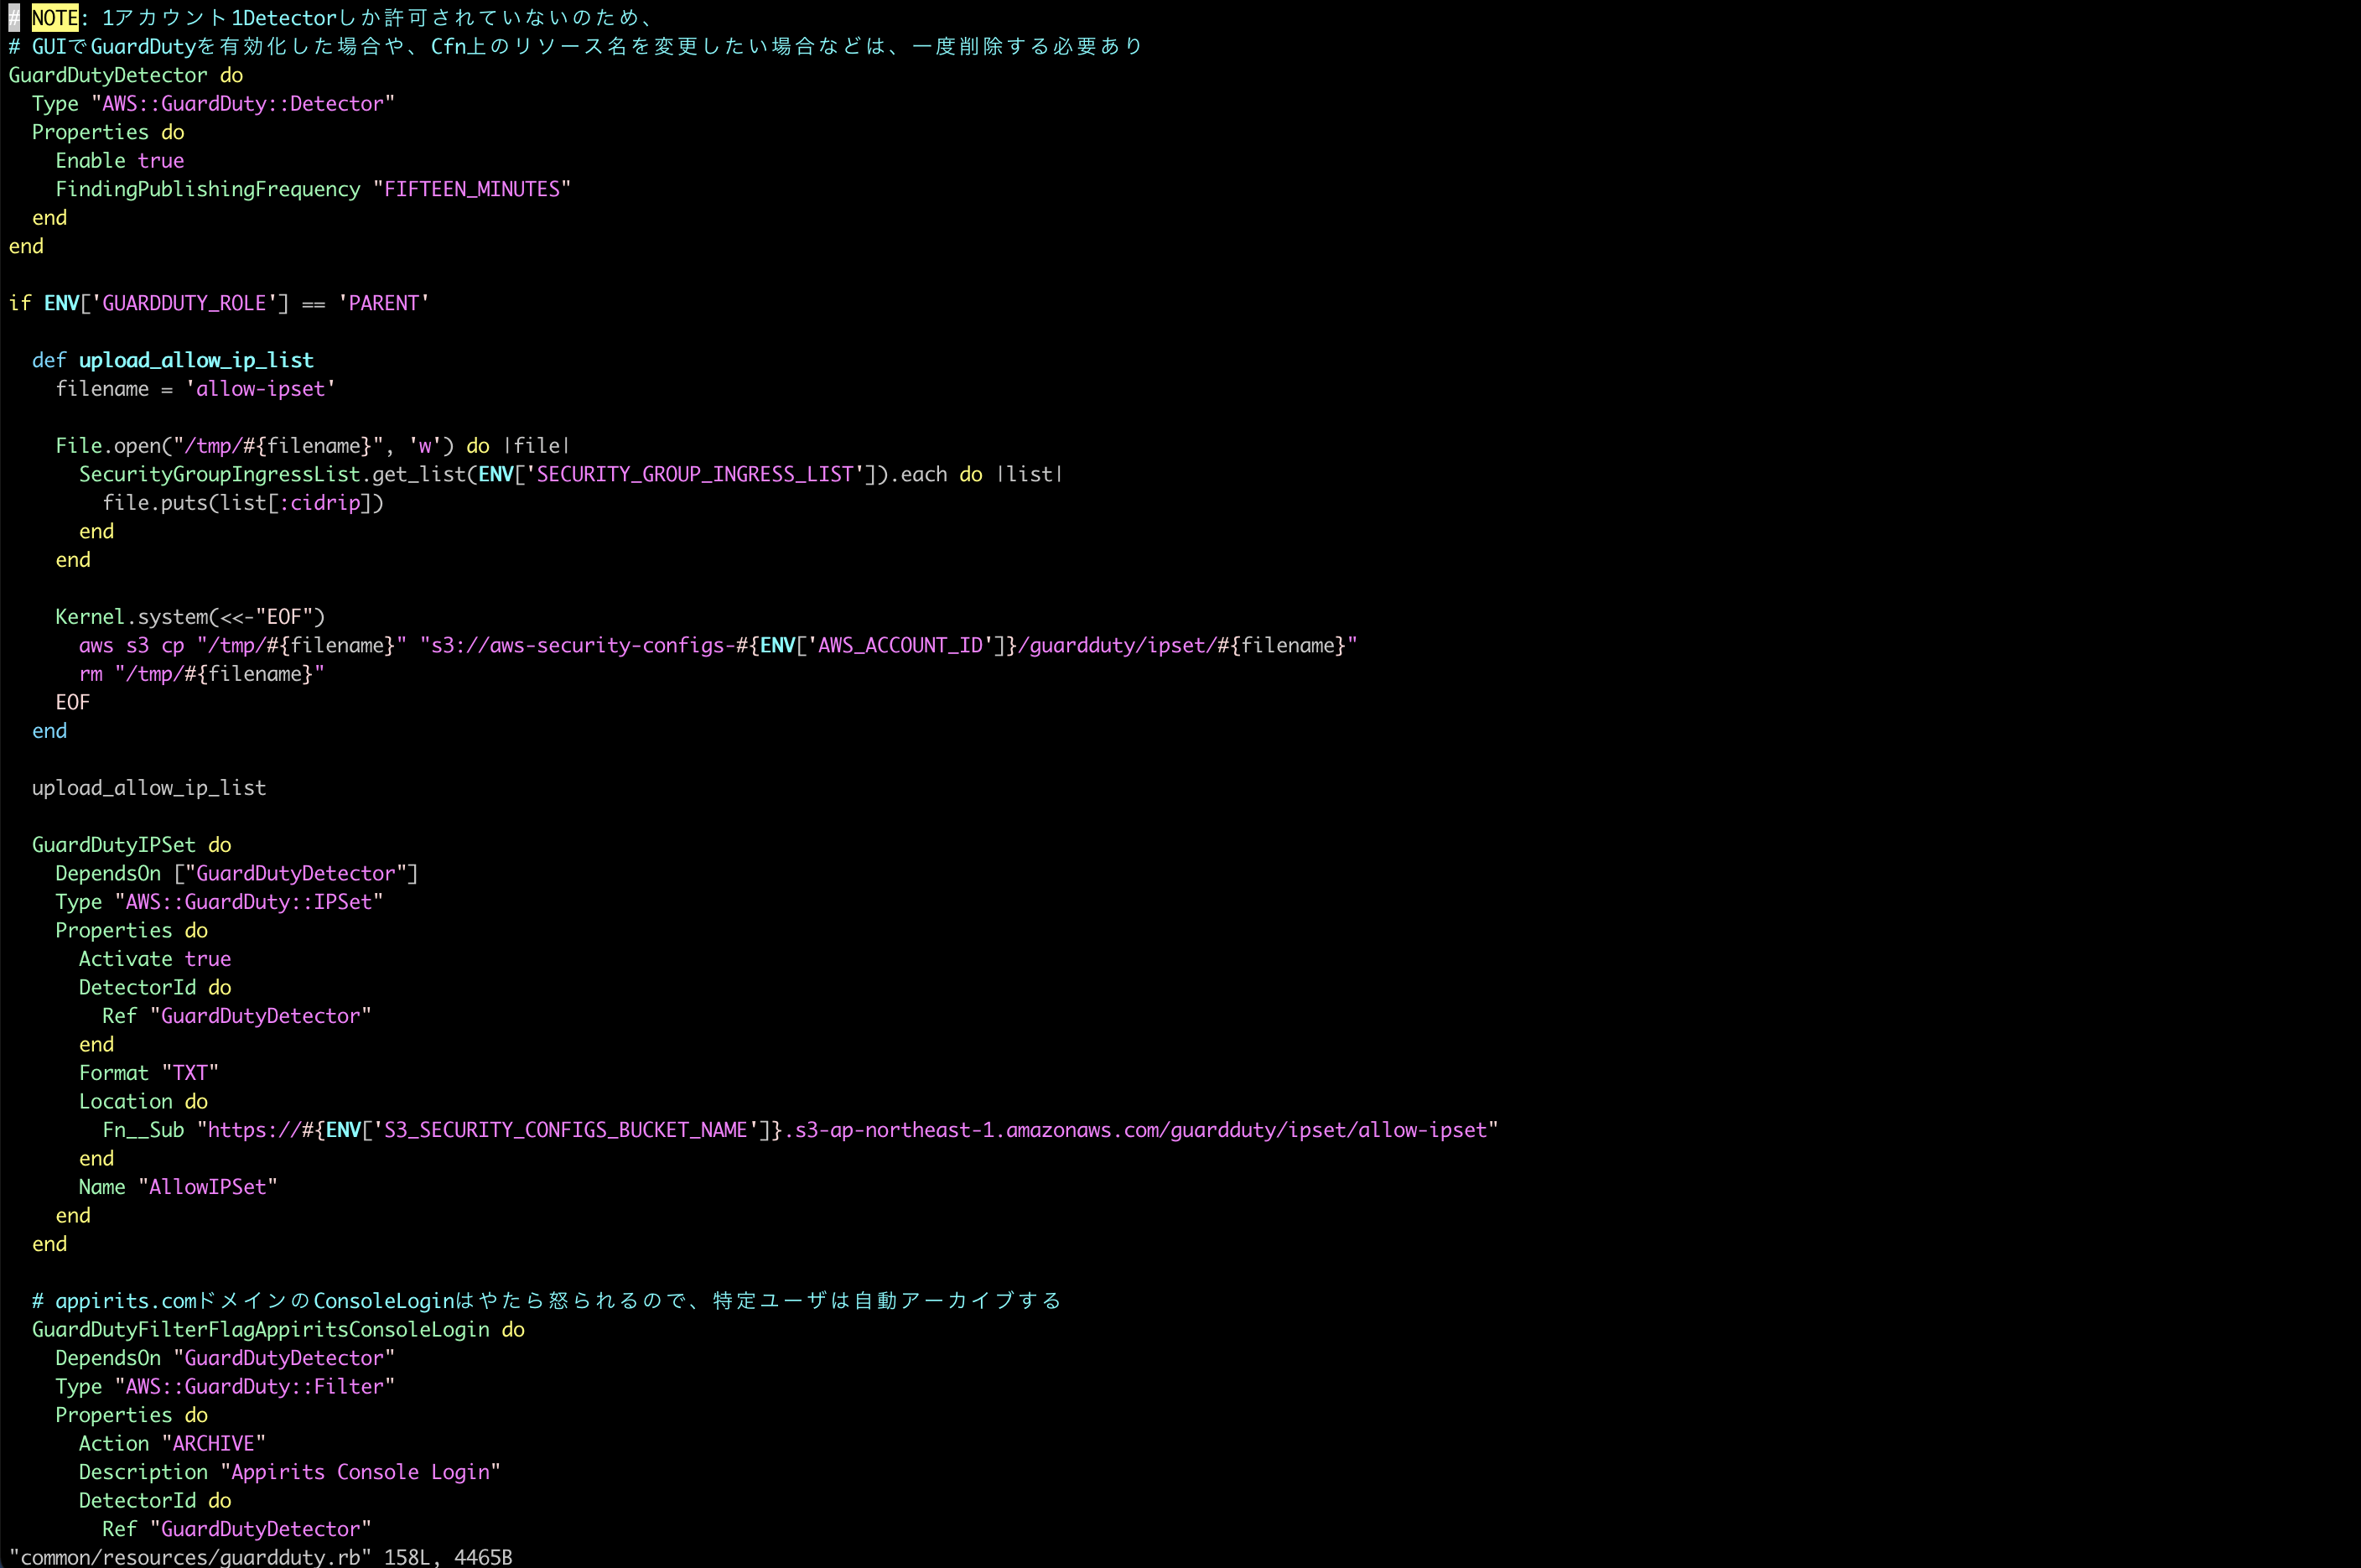 # NOTE: 1アカウント1Detectorしか許可されていないのため、
# GUIでGuardDutyを有効化した場合や、Cfn上のリソース名を変更したい場合などは、一度削除する必要あり
GuardDutyDetector do
  Type "AWS::GuardDuty::Detector"
  Properties do
    Enable true
    FindingPublishingFrequency "FIFTEEN_MINUTES"
  end
end

if ENV['GUARDDUTY_ROLE'] == 'PARENT'

  def upload_allow_ip_list
    filename = 'allow-ipset'

    File.open("/tmp/#{filename}", 'w') do |file|
      SecurityGroupIngressList.get_list(ENV['SECURITY_GROUP_INGRESS_LIST']).each do |list|
        file.puts(list[:cidrip])
      end
    end

    Kernel.system(<<-"EOF")
      aws s3 cp "/tmp/#{filename}" "s3://aws-security-configs-#{ENV['AWS_ACCOUNT_ID']}/guardduty/ipset/#{filename}"
      rm "/tmp/#{filename}"
    EOF
  end

  upload_allow_ip_list

  GuardDutyIPSet do
    DependsOn ["GuardDutyDetector"]
    Type "AWS::GuardDuty::IPSet"
    Properties do
      Activate true
      DetectorId do
        Ref "GuardDutyDetector"
      end
      Format "TXT"
      Location do
        Fn__Sub "https://#{ENV['S3_SECURITY_CONFIGS_BUCKET_NAME']}.s3-ap-northeast-1.amazonaws.com/guardduty/ipset/allow-ipset"
      end
      Name "AllowIPSet"
    end
  end

  # appirits.comドメインのConsoleLoginはやたら怒られるので、特定ユーザは自動アーカイブする
  GuardDutyFilterFlagAppiritsConsoleLogin do
    DependsOn "GuardDutyDetector"
    Type "AWS::GuardDuty::Filter"
    Properties do
      Action "ARCHIVE"
      Description "Appirits Console Login"
      DetectorId do
        Ref "GuardDutyDetector"
"common/resources/guardduty.rb" 158L, 4465B